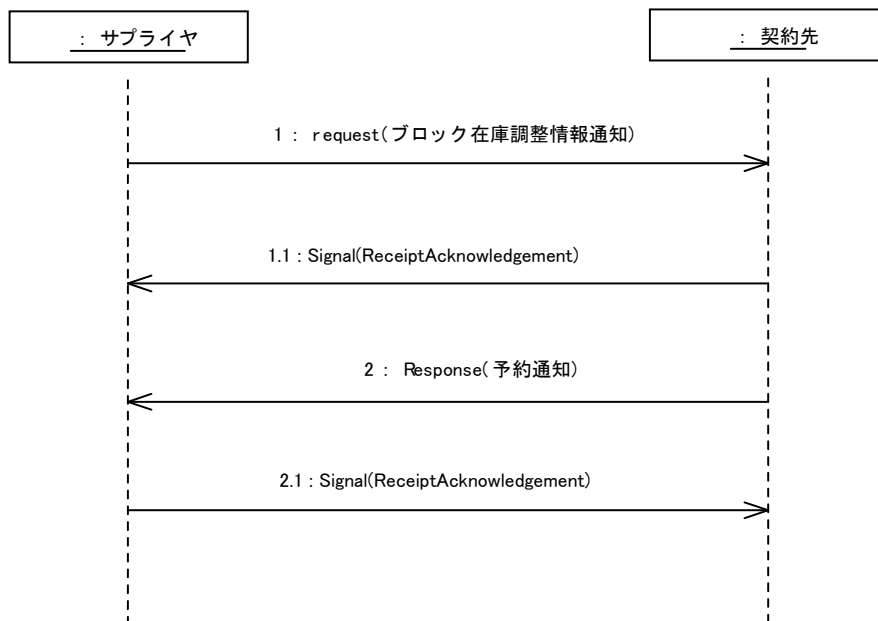 : サプライヤ
: 契約先
1 : request(ブロック在庫調整情報通知)
1.1 : Signal(ReceiptAcknowledgement)
2 : Response(予約通知)
2.1 : Signal(ReceiptAcknowledgement)